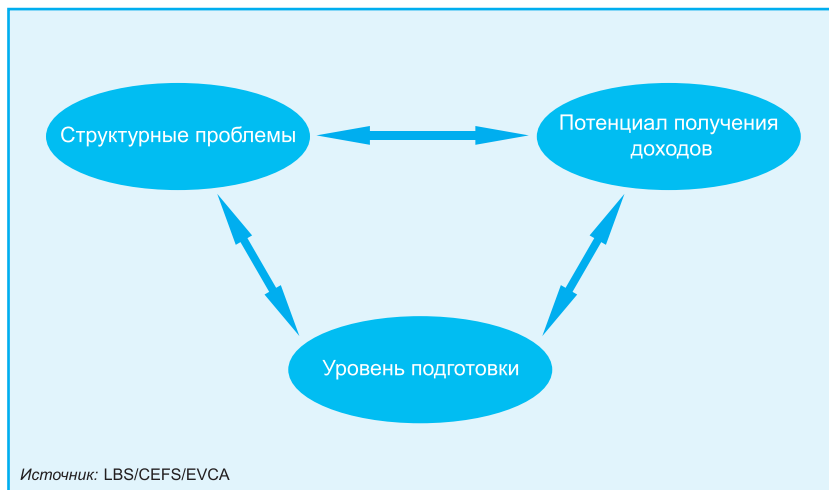 Структурные проблемы
Потенциал получения
доходов
Уровень подготовки
Источник: LBS/CEFS/EVCA